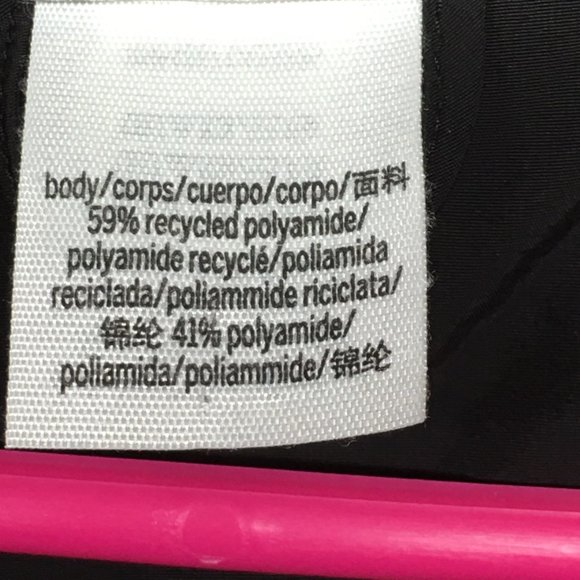 body/corps/cuerpo/corpo/面料
59% recycled polyamide/
polyamide recyclé/poliamida
reciclada/poliammide riciclata/
锦纶 41% polyamide/
poliamida/poliammide/锦纶